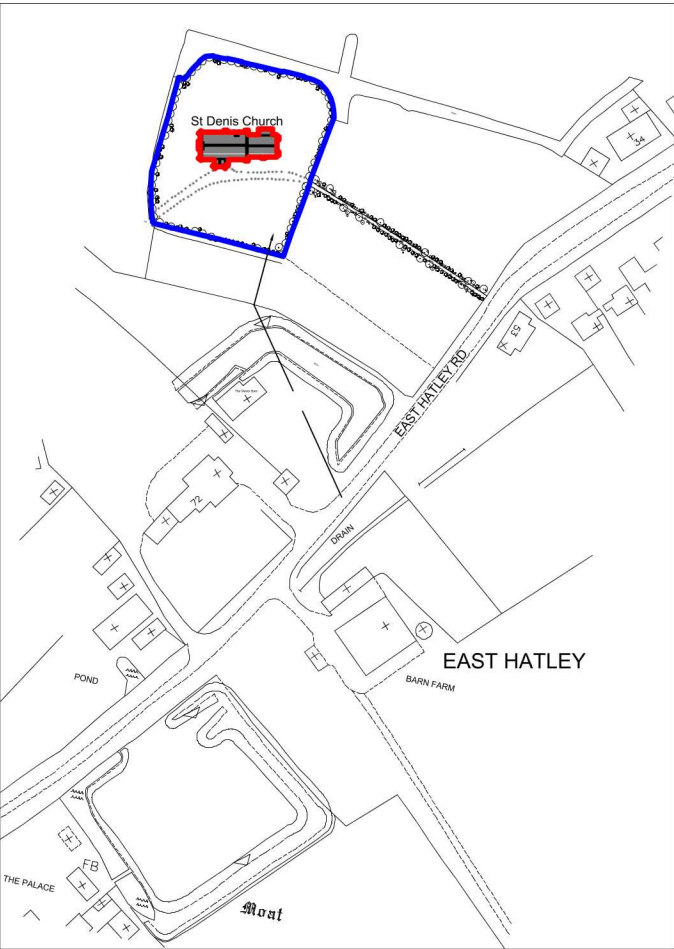 St Denis Church
34
53
EAST HATLEY RD
72
DRAIN
EAST HATLEY
POND
BARN FARM
FB
THE PALACE
Moat